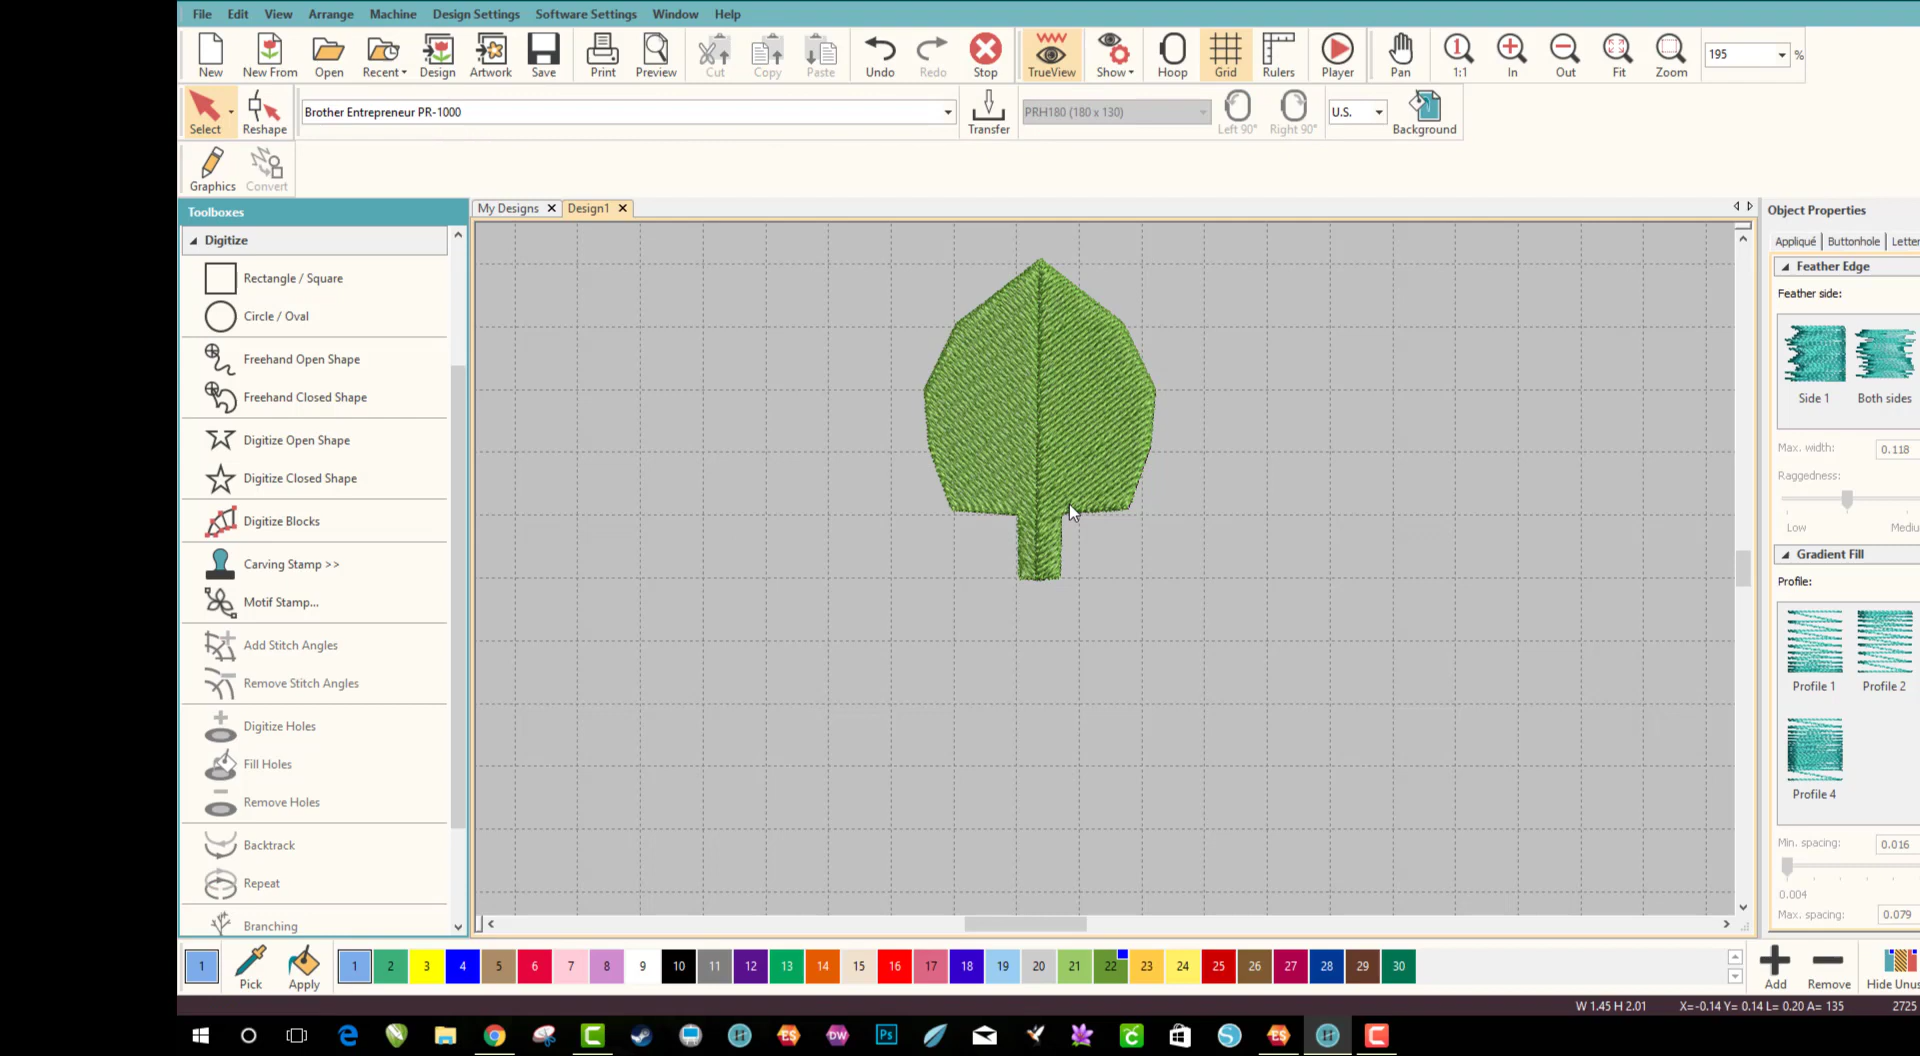 File Edit View Arrange Machine Design Settings Software Settings Window Help
New New From Open Recent Design Artwork Save Print Preview Cut Copy Paste Undo Redo Stop TrueView Show Hoop Grid Rulers Player Pan 1:1 In Out Fit Zoom 195 %
Select Reshape Brother Entrepreneur PR-1000 Transfer PRH180 (180 x 130) Left 90° Right 90° U.S. Background
Graphics Convert
Toolboxes
My Designs Design1
Object Properties
Digitize
Rectangle / Square
Circle / Oval
Freehand Open Shape
Freehand Closed Shape
Digitize Open Shape
Digitize Closed Shape
Digitize Blocks
Carving Stamp >>
Motif Stamp...
Add Stitch Angles
Remove Stitch Angles
Digitize Holes
Fill Holes
Remove Holes
Backtrack
Repeat
Branching
Appliqué Buttonhole Letter
Feather Edge
Feather side:
Side 1 Both sides
Max. width: 0.118
Raggedness:
Low Mediu
Gradient Fill
Profile:
Profile 1 Profile 2
Profile 4
Min. spacing: 0.016
0.004
Max. spacing: 0.079
1 Pick Apply 1 2 3 4 5 6 7 8 9 10 11 12 13 14 15 16 17 18 19 20 21 22 23 24 25 26 27 28 29 30 Add Remove Hide Unus
W 1.45 H 2.01 X=-0.14 Y= 0.14 L= 0.20 A= 135 2725
ES DW Ps ES